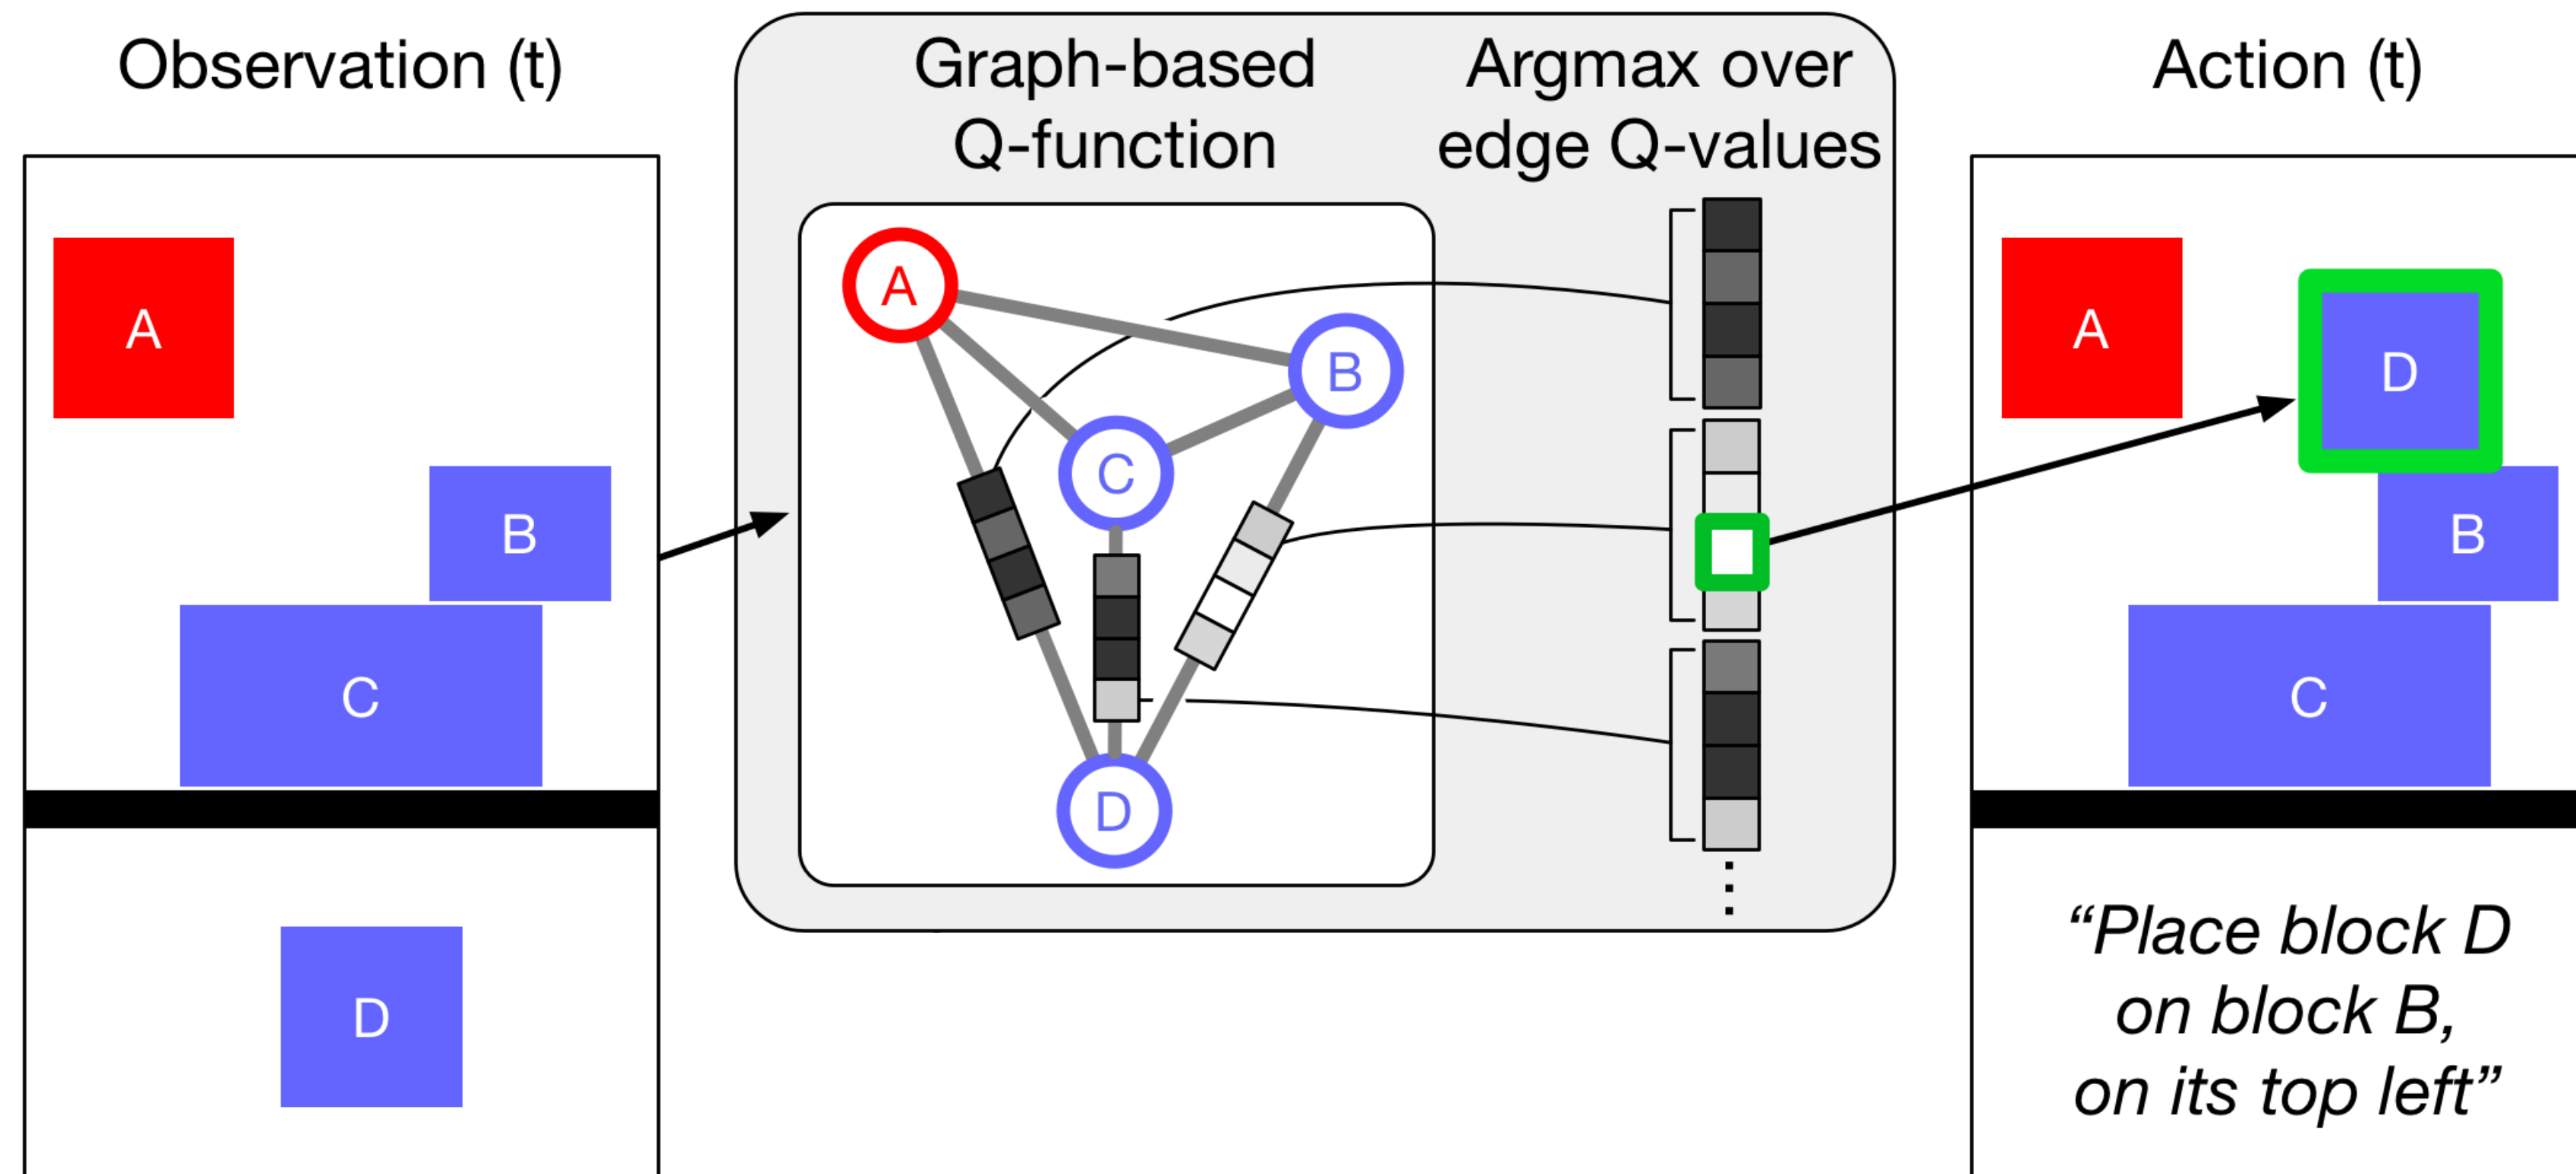 Observation (t)
A
B
C
D
Graph-based
Q-function
A
B
C
D
Argmax over
edge Q-values
Action (t)
A
D
B
C
“Place block D
on block B,
on its top left”